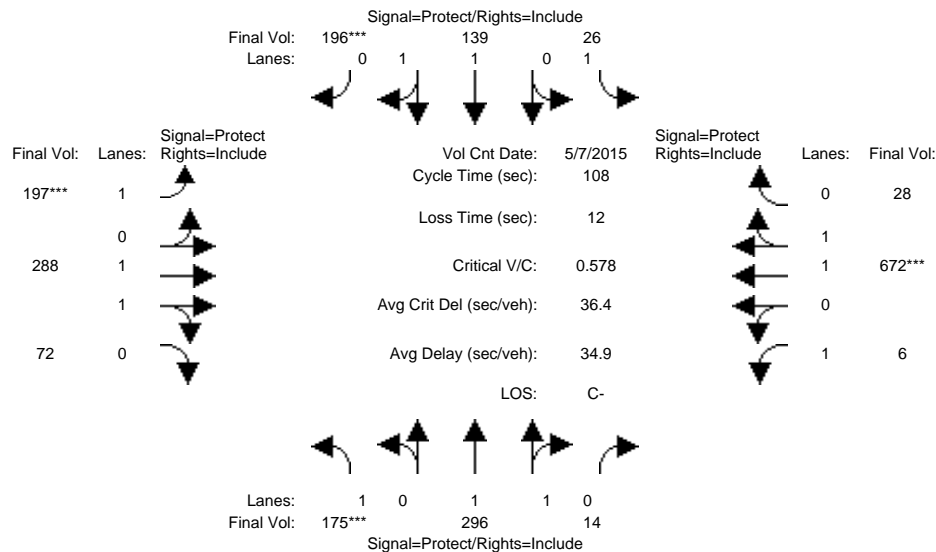 Signal=Protect/Rights=Include
Final Vol: 196*** 139 26
Lanes: 0 1 1 0 1
Signal=Protect
Final Vol: Lanes: Rights=Include
Vol Cnt Date: 5/7/2015
Signal=Protect
Rights=Include Lanes: Final Vol:
Cycle Time (sec): 108
197*** 1
0 28
Loss Time (sec): 12
0
1
288 1
Critical V/C: 0.578
1 672***
1
Avg Crit Del (sec/veh): 36.4
0
72 0
Avg Delay (sec/veh): 34.9
1 6
LOS: C-
Lanes: 1 0 1 1 0
Final Vol: 175*** 296 14
Signal=Protect/Rights=Include